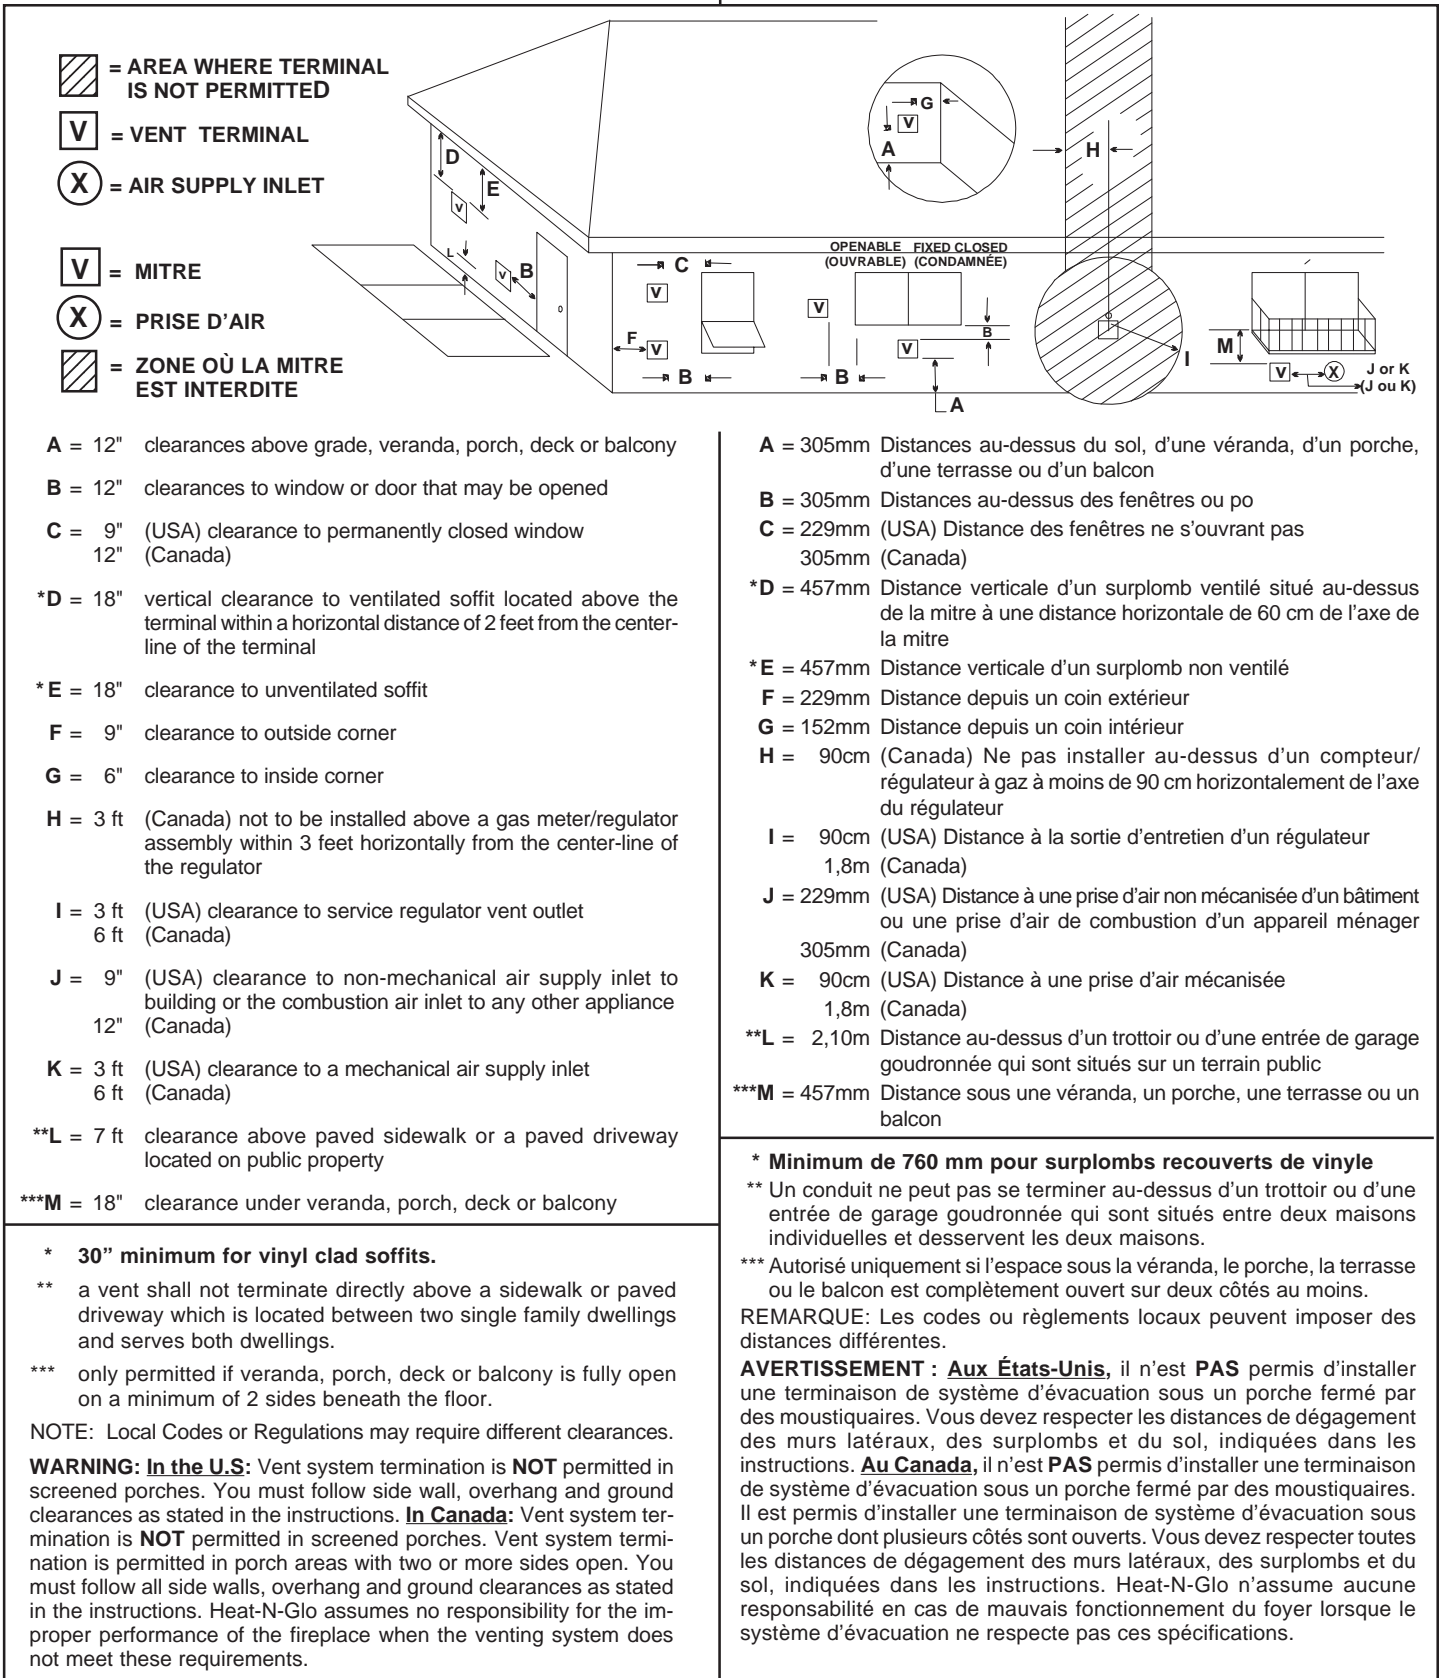 = AREA WHERE TERMINAL
IS NOT PERMITTED
V = VENT TERMINAL
X = AIR SUPPLY INLET
V = MITRE
X = PRISE D'AIR
= ZONE OÙ LA MITRE
EST INTERDITE
D
E
V
L
V
B
G
V
A
H
OPENABLE FIXED CLOSED
(OUVRABLE) (CONDAMNÉE)
C
V
V
F
V
B
B
B
V
A
I
M
V
X
J or K
(J ou K)
A = 12" clearances above grade, veranda, porch, deck or balcony
B = 12" clearances to window or door that may be opened
C = 9" (USA) clearance to permanently closed window
12" (Canada)
*D = 18" vertical clearance to ventilated soffit located above the
terminal within a horizontal distance of 2 feet from the center-
line of the terminal
*E = 18" clearance to unventilated soffit
F = 9" clearance to outside corner
G = 6" clearance to inside corner
H = 3 ft (Canada) not to be installed above a gas meter/regulator
assembly within 3 feet horizontally from the center-line of
the regulator
I = 3 ft (USA) clearance to service regulator vent outlet
6 ft (Canada)
J = 9" (USA) clearance to non-mechanical air supply inlet to
building or the combustion air inlet to any other appliance
12" (Canada)
K = 3 ft (USA) clearance to a mechanical air supply inlet
6 ft (Canada)
**L = 7 ft clearance above paved sidewalk or a paved driveway
located on public property
***M = 18" clearance under veranda, porch, deck or balcony
* 30” minimum for vinyl clad soffits.
** a vent shall not terminate directly above a sidewalk or paved
driveway which is located between two single family dwellings
and serves both dwellings.
*** only permitted if veranda, porch, deck or balcony is fully open
on a minimum of 2 sides beneath the floor.
NOTE: Local Codes or Regulations may require different clearances.
WARNING: In the U.S: Vent system termination is NOT permitted in
screened porches. You must follow side wall, overhang and ground
clearances as stated in the instructions. In Canada: Vent system ter-
mination is NOT permitted in screened porches. Vent system termi-
nation is permitted in porch areas with two or more sides open. You
must follow all side walls, overhang and ground clearances as stated
in the instructions. Heat-N-Glo assumes no responsibility for the im-
proper performance of the fireplace when the venting system does
not meet these requirements.
A = 305mm Distances au-dessus du sol, d’une véranda, d’un porche,
d’une terrasse ou d’un balcon
B = 305mm Distances au-dessus des fenêtres ou po
C = 229mm (USA) Distance des fenêtres ne s’ouvrant pas
305mm (Canada)
*D = 457mm Distance verticale d’un surplomb ventilé situé au-dessus
de la mitre à une distance horizontale de 60 cm de l’axe de
la mitre
*E = 457mm Distance verticale d’un surplomb non ventilé
F = 229mm Distance depuis un coin extérieur
G = 152mm Distance depuis un coin intérieur
H = 90cm (Canada) Ne pas installer au-dessus d’un compteur/
régulateur à gaz à moins de 90 cm horizontalement de l’axe
du régulateur
I = 90cm (USA) Distance à la sortie d’entretien d’un régulateur
1,8m (Canada)
J = 229mm (USA) Distance à une prise d’air non mécanisée d’un bâtiment
ou une prise d’air de combustion d’un appareil ménager
305mm (Canada)
K = 90cm (USA) Distance à une prise d’air mécanisée
1,8m (Canada)
**L = 2,10m Distance au-dessus d’un trottoir ou d’une entrée de garage
goudronnée qui sont situés sur un terrain public
***M = 457mm Distance sous une véranda, un porche, une terrasse ou un
balcon
* Minimum de 760 mm pour surplombs recouverts de vinyle
** Un conduit ne peut pas se terminer au-dessus d’un trottoir ou d’une
entrée de garage goudronnée qui sont situés entre deux maisons
individuelles et desservent les deux maisons.
*** Autorisé uniquement si l’espace sous la véranda, le porche, la terrasse
ou le balcon est complètement ouvert sur deux côtés au moins.
REMARQUE: Les codes ou règlements locaux peuvent imposer des
distances différentes.
AVERTISSEMENT : Aux États-Unis, il n’est PAS permis d’installer
une terminaison de système d’évacuation sous un porche fermé par
des moustiquaires. Vous devez respecter les distances de dégagement
des murs latéraux, des surplombs et du sol, indiquées dans les
instructions. Au Canada, il n’est PAS permis d’installer une terminaison
de système d’évacuation sous un porche fermé par des moustiquaires.
Il est permis d’installer une terminaison de système d’évacuation sous
un porche dont plusieurs côtés sont ouverts. Vous devez respecter toutes
les distances de dégagement des murs latéraux, des surplombs et du
sol, indiquées dans les instructions. Heat-N-Glo n’assume aucune
responsabilité en cas de mauvais fonctionnement du foyer lorsque le
système d’évacuation ne respecte pas ces spécifications.